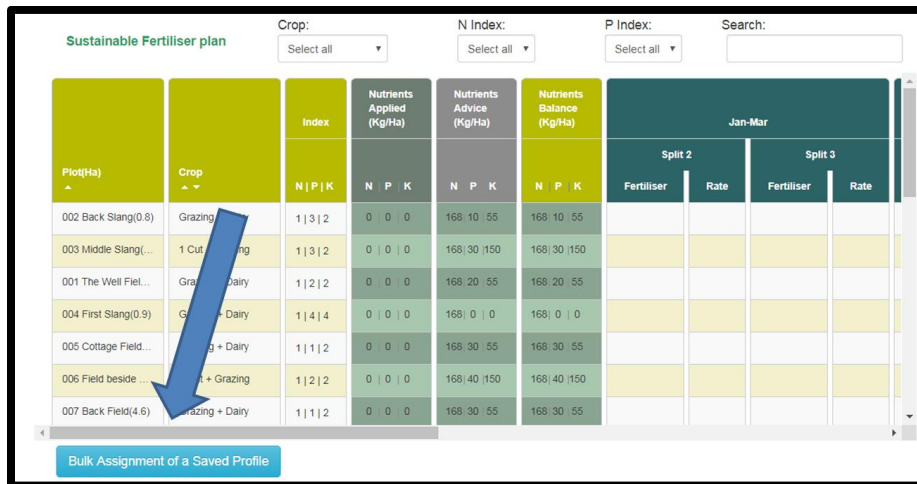 Sustainable Fertiliser plan
Crop: N Index: P Index: Search:
Select all Select all Select all
Plot(Ha) Crop Index Nutrients Applied (Kg/Ha) Nutrients Advice (Kg/Ha) Nutrients Balance (Kg/Ha) Jan-Mar
Split 2 Split 3
N | P | K N | P | K N P K N | P | K Fertiliser Rate Fertiliser Rate
002 Back Slang(0.8) Grazing 1 | 3 | 2 0 | 0 | 0 168| 10 | 55 168| 10 | 55
003 Middle Slang(... 1 Cut 1 | 3 | 2 0 | 0 | 0 168| 30 |150 168| 30 |150
001 The Well Fiel... Dairy 1 | 2 | 2 0 | 0 | 0 168| 20 | 55 168| 20 | 55
004 First Slang(0.9) + Dairy 1 | 4 | 4 0 | 0 | 0 168| 0 | 0 168| 0 | 0
005 Cottage Field... + Dairy 1 | 1 | 2 0 | 0 | 0 168| 30 | 55 168| 30 | 55
006 Field beside ... + Grazing 1 | 2 | 2 0 | 0 | 0 168| 40 |150 168| 40 |150
007 Back Field(4.6) Grazing + Dairy 1 | 1 | 2 0 | 0 | 0 168| 30 | 55 168| 30 | 55
Bulk Assignment of a Saved Profile